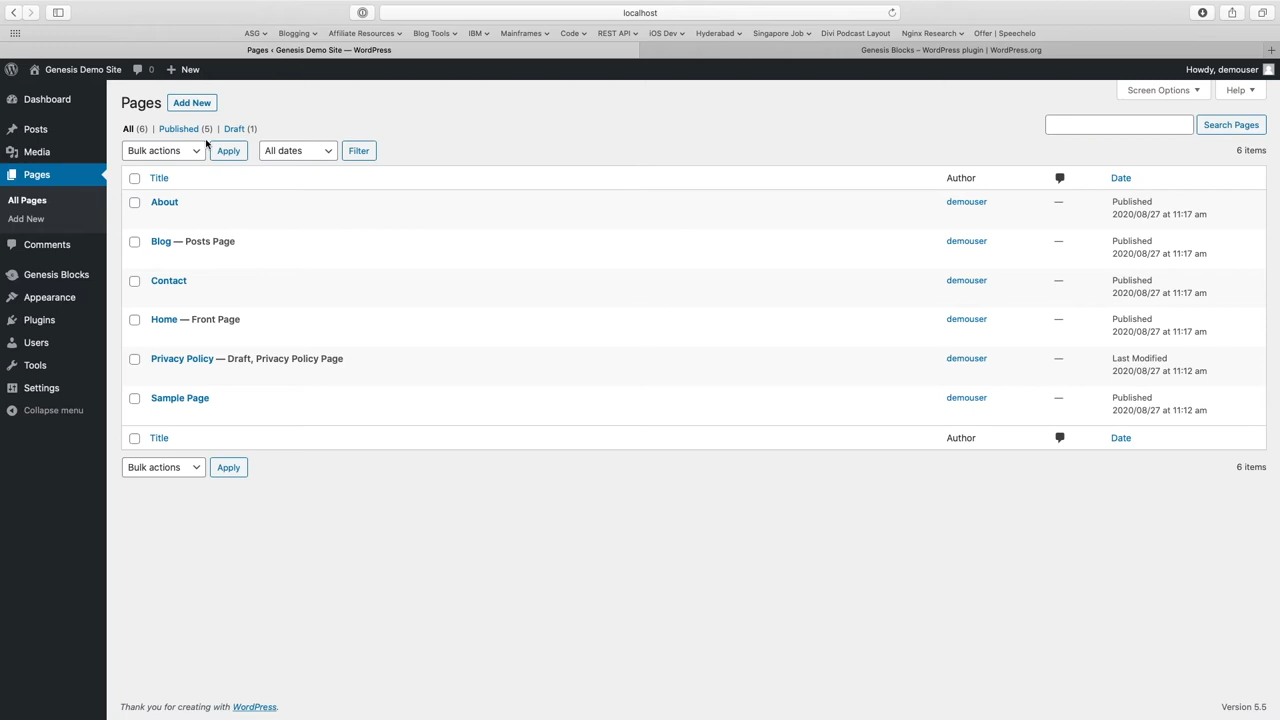 localhost
ASG Blogging Affiliate Resources Blog Tools IBM Mainframes Code REST API iOS Dev Hyderabad Singapore Job Divi Podcast Layout Nginx Research Offer | Speechelo
Pages ‹ Genesis Demo Site — WordPress
Genesis Blocks – WordPress plugin | WordPress.org
Genesis Demo Site 0 New
Howdy, demouser
Screen Options Help
Dashboard
Posts
Media
Pages
All Pages
Add New
Comments
Genesis Blocks
Appearance
Plugins
Users
Tools
Settings
Collapse menu
Pages Add New
All (6) | Published (5) | Draft (1)
Search Pages
Bulk actions Apply All dates Filter
6 items
Title Author Date
About demouser — Published
2020/08/27 at 11:17 am
Blog — Posts Page demouser — Published
2020/08/27 at 11:17 am
Contact demouser — Published
2020/08/27 at 11:17 am
Home — Front Page demouser — Published
2020/08/27 at 11:17 am
Privacy Policy — Draft, Privacy Policy Page demouser — Last Modified
2020/08/27 at 11:12 am
Sample Page demouser — Published
2020/08/27 at 11:12 am
Title Author Date
Bulk actions Apply
6 items
Thank you for creating with WordPress.
Version 5.5